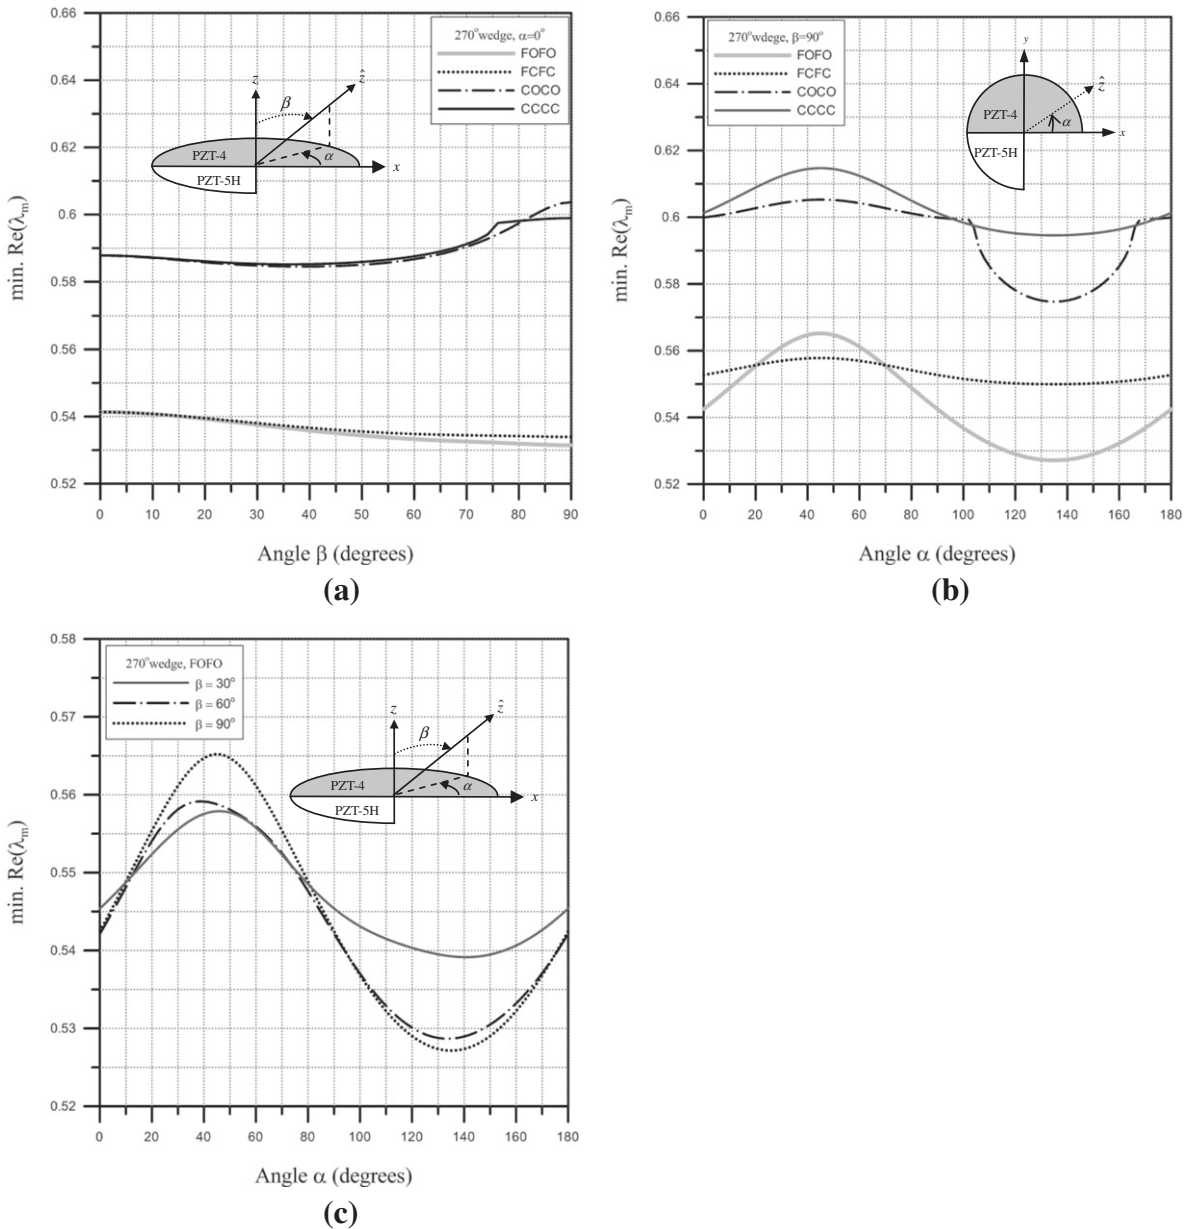 0.66
0.64
0.62
0.6
0.58
0.56
0.54
0.52
min. Re(λm)
270°wedge, α=0°
FOFO
FCFC
COCO
CCCC
z
ẑ
β
PZT-4
α
x
PZT-5H
0 10 20 30 40 50 60 70 80 90
Angle β (degrees)
(a)
0.66
0.64
0.62
0.6
0.58
0.56
0.54
0.52
min. Re(λm)
270°wdege, β=90°
FOFO
FCFC
COCO
CCCC
y
ẑ
PZT-4
α
x
PZT-5H
0 20 40 60 80 100 120 140 160 180
Angle α (degrees)
(b)
0.58
0.57
0.56
0.55
0.54
0.53
0.52
min. Re(λm)
270°wedge, FOFO
β = 30°
β = 60°
β = 90°
z
ẑ
β
PZT-4
α
x
PZT-5H
0 20 40 60 80 100 120 140 160 180
Angle α (degrees)
(c)